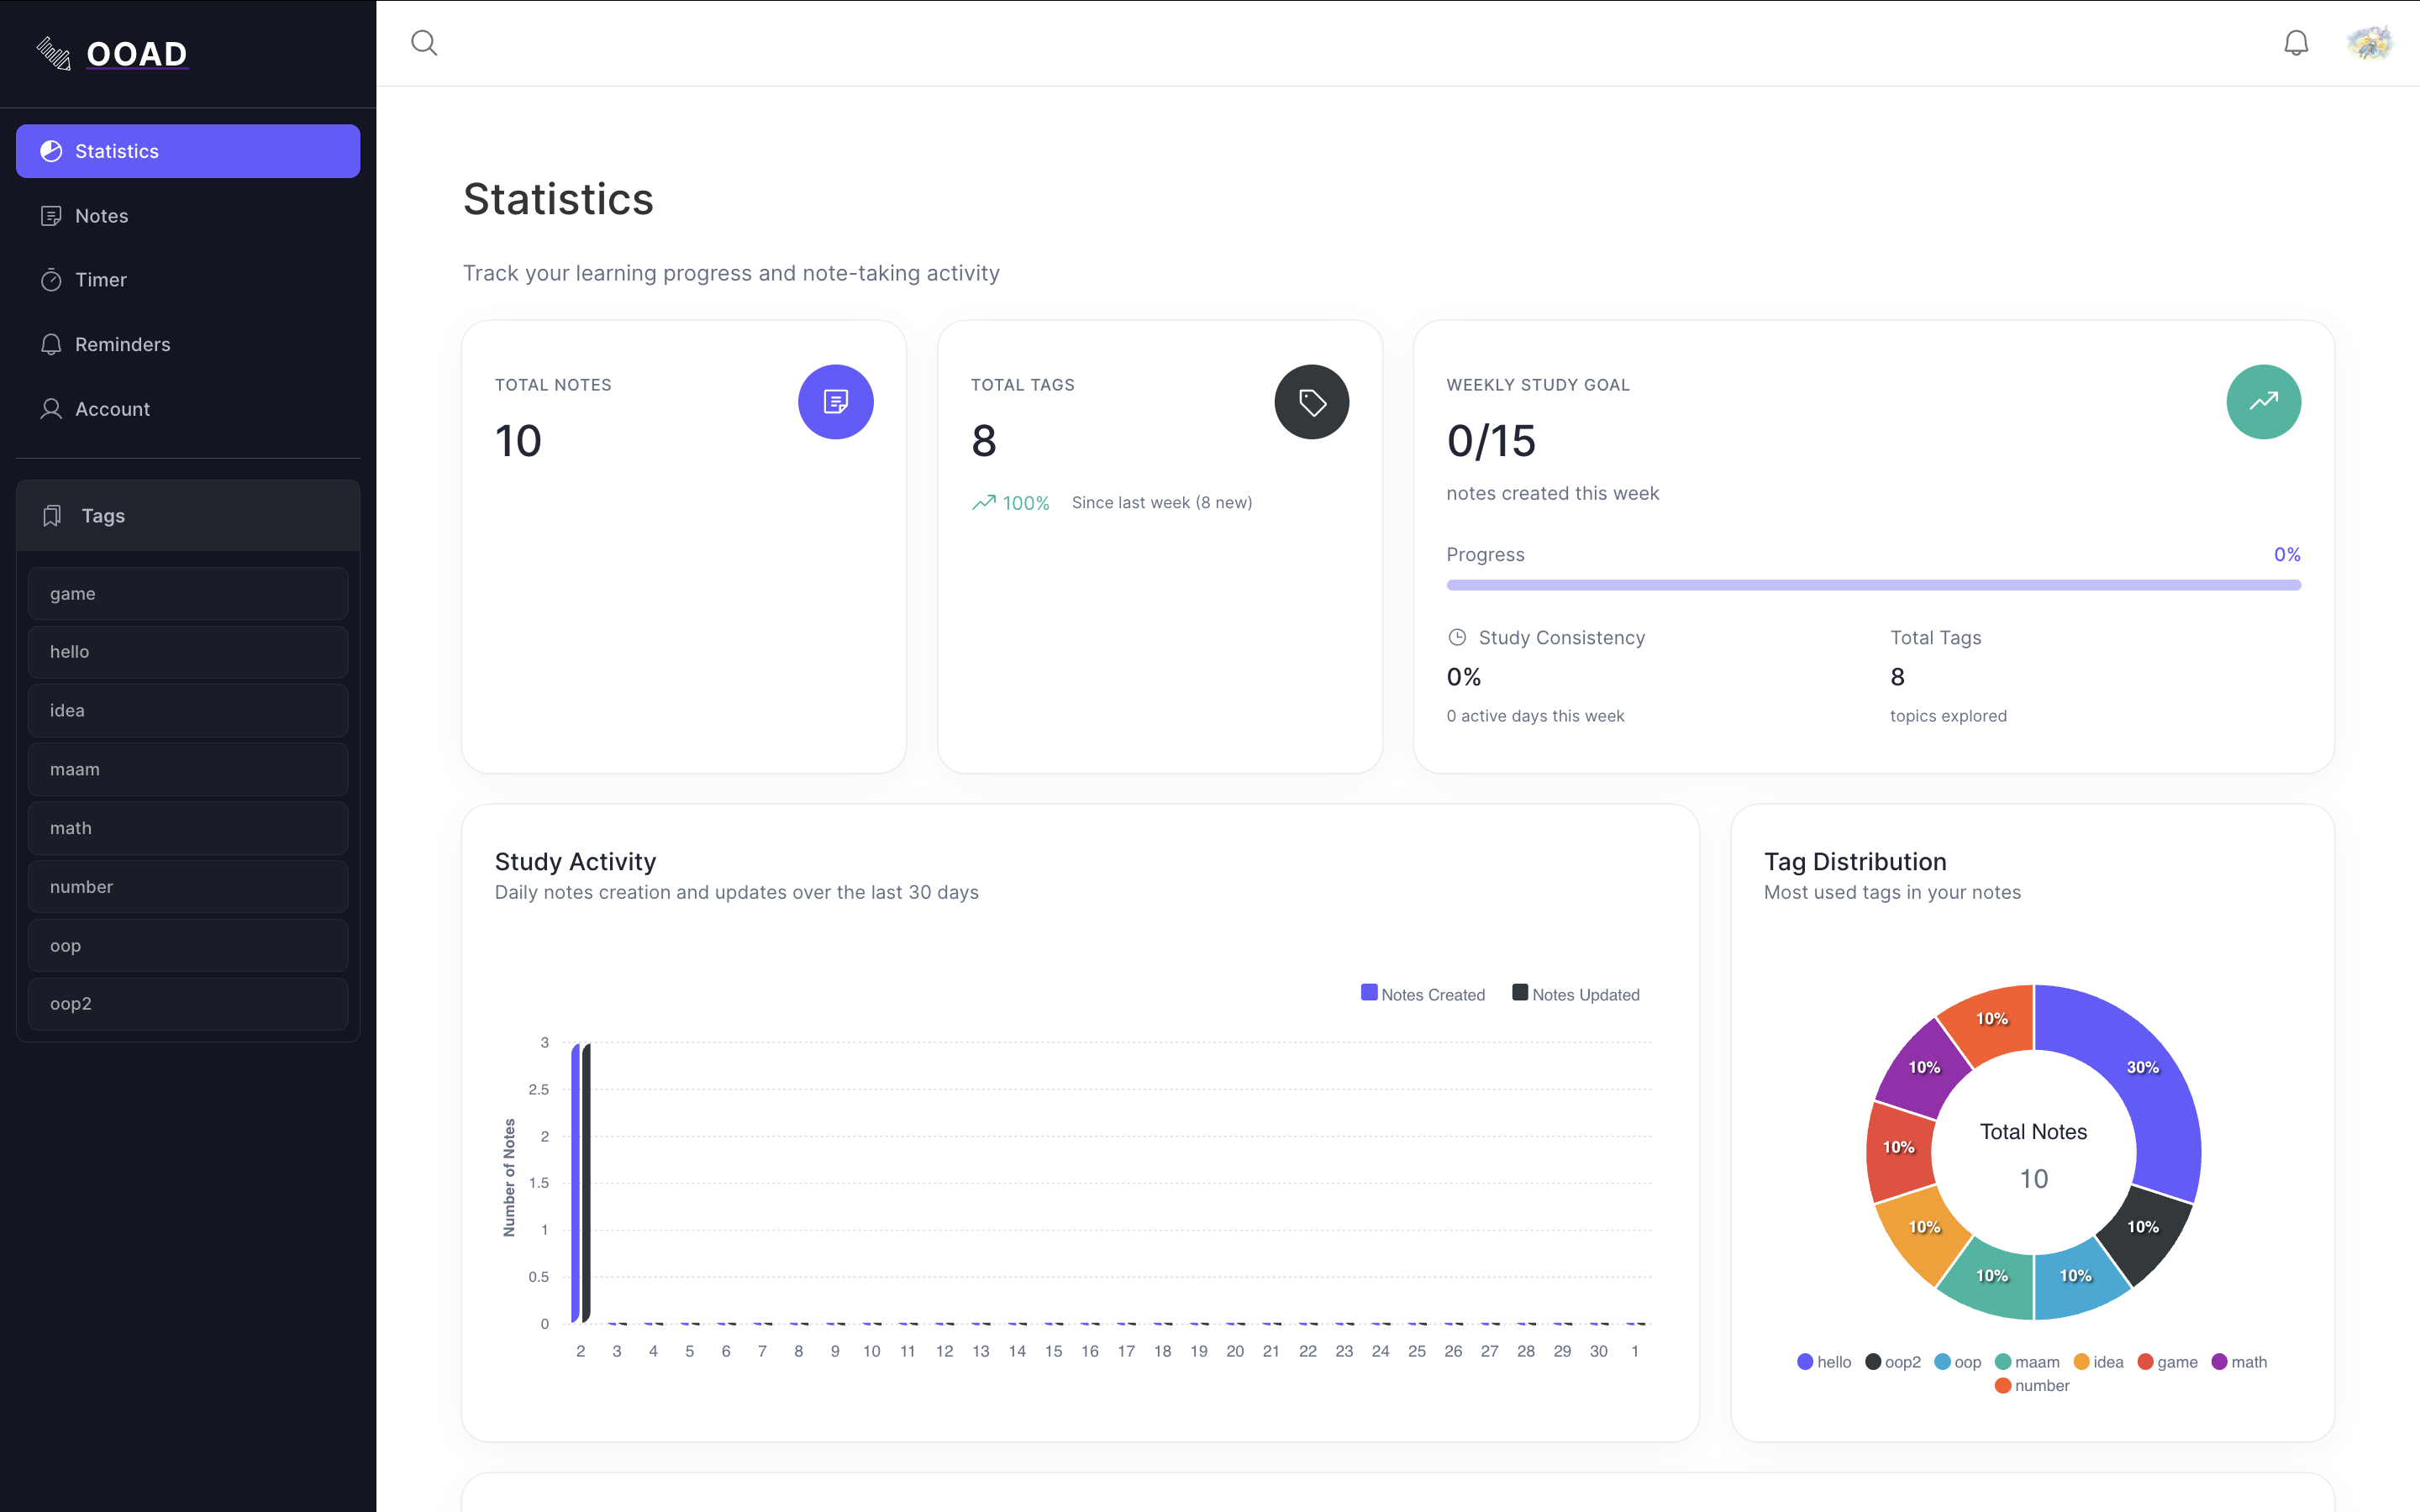 OOAD
Statistics
Notes
Timer
Reminders
Account
Tags
game
hello
idea
maam
math
number
oop
oop2
Statistics
Track your learning progress and note-taking activity
TOTAL NOTES
10
TOTAL TAGS
8
100% Since last week (8 new)
WEEKLY STUDY GOAL
0/15
notes created this week
Progress 0%
Study Consistency
0%
0 active days this week
Total Tags
8
topics explored
Study Activity
Daily notes creation and updates over the last 30 days
Notes Created Notes Updated
Number of Notes
3
2.5
2
1.5
1
0.5
0
2 3 4 5 6 7 8 9 10 11 12 13 14 15 16 17 18 19 20 21 22 23 24 25 26 27 28 29 30 1
Tag Distribution
Most used tags in your notes
10%
30%
10%
10%
10%
10%
10%
10%
Total Notes
10
hello oop2 oop maam idea game math
number